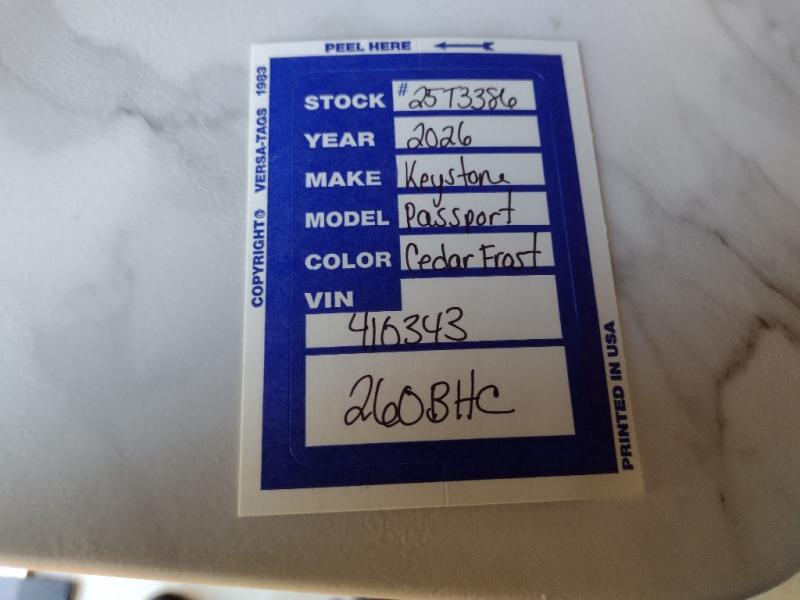 PEEL HERE
COPYRIGHT® VERSA-TAGS 1983
STOCK #25T3386
YEAR 2026
MAKE Keystone
MODEL Passport
COLOR Cedar Frost
VIN
410343
260BHC
PRINTED IN USA